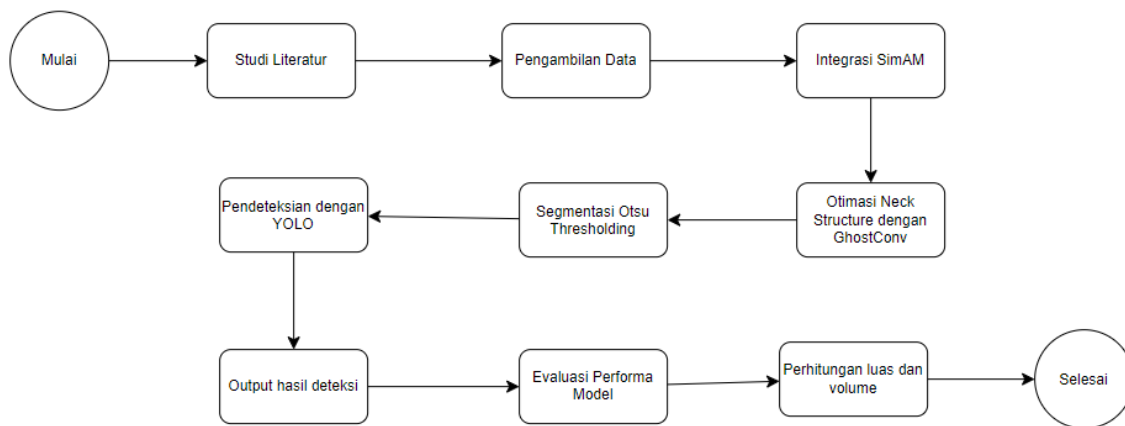 Mulai
Studi Literatur
Pengambilan Data
Integrasi SimAM
Otimasi Neck
Structure dengan
GhostConv
Segmentasi Otsu
Thresholding
Pendeteksian dengan
YOLO
Output hasil deteksi
Evaluasi Performa
Model
Perhitungan luas dan
volume
Selesai